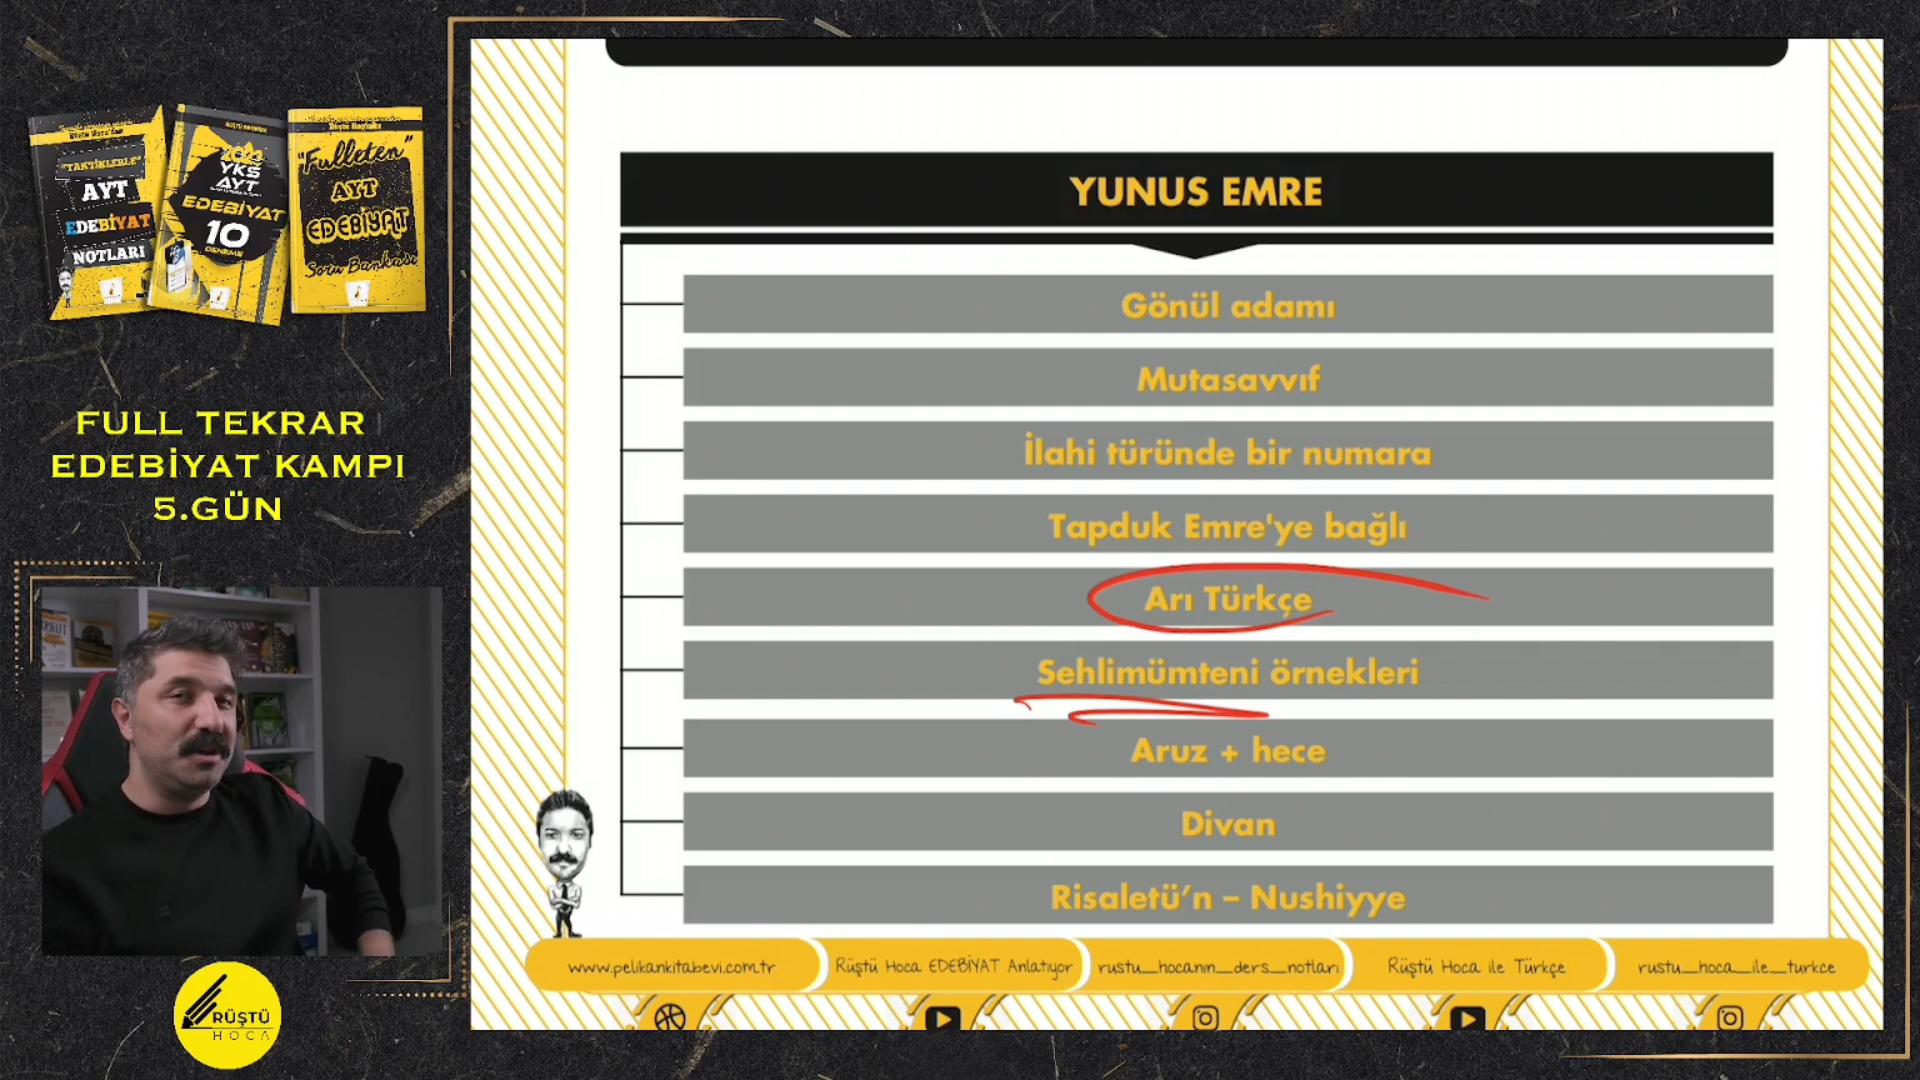 "TAKTİKLERLE"
AYT
EDEBİYAT
NOTLARI
YKS
AYT
EDEBİYAT
10
DENEME
"Fulleten"
AYT
EDEBİYAT
Soru Bankası
FULL TEKRAR
EDEBİYAT KAMPI
5.GÜN
RÜŞTÜ
HOCA
YUNUS EMRE
Gönül adamı
Mutasavvıf
İlahi türünde bir numara
Tapduk Emre'ye bağlı
Arı Türkçe
Sehlimümteni örnekleri
Aruz + hece
Divan
Risaletü’n – Nushiyye
www.pelikankitabevi.com.tr
Rüştü Hoca EDEBİYAT Anlatıyor
rustu_hocanın_ders_notları
Rüştü Hoca ile Türkçe
rustu_hoca_ile_turkce